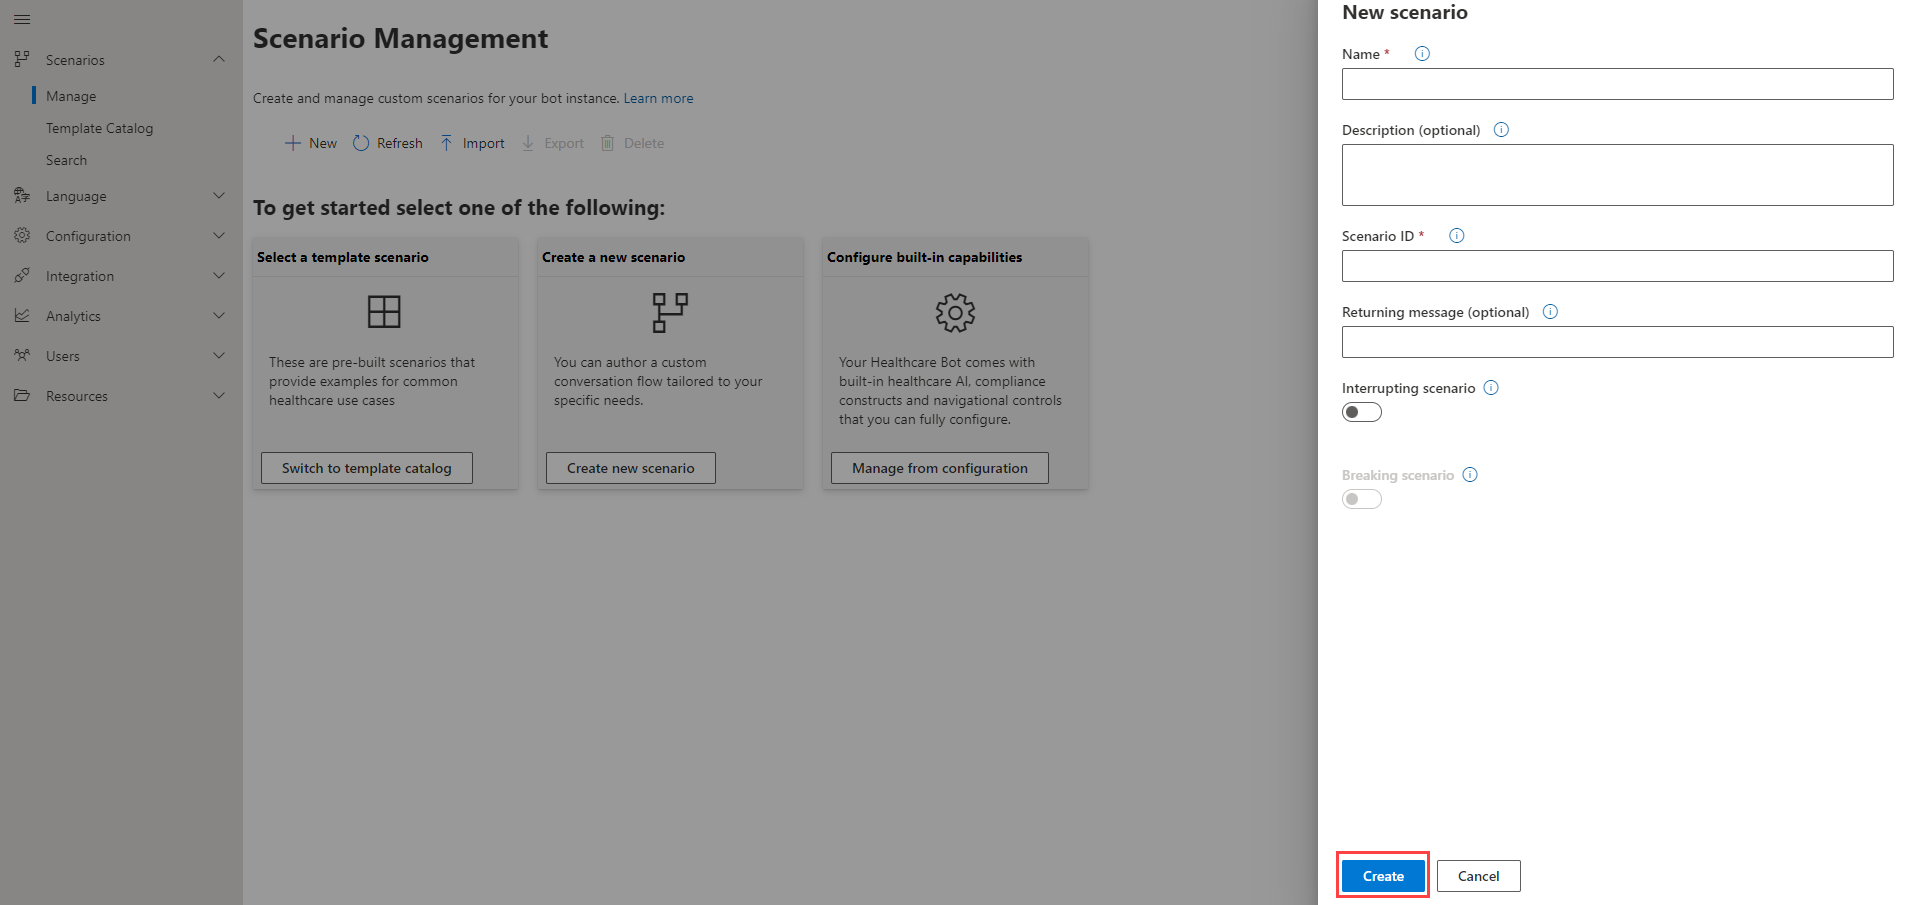 Scenarios
Manage
Template Catalog
Search
Language
Configuration
Integration
Analytics
Users
Resources
Scenario Management
Create and manage custom scenarios for your bot instance. Learn more
New Refresh Import Export Delete
To get started select one of the following:
Select a template scenario
These are pre-built scenarios that
provide examples for common
healthcare use cases
Switch to template catalog
Create a new scenario
You can author a custom
conversation flow tailored to your
specific needs.
Create new scenario
Configure built-in capabilities
Your Healthcare Bot comes with
built-in healthcare AI, compliance
constructs and navigational controls
that you can fully configure.
Manage from configuration
New scenario
Name *
Description (optional)
Scenario ID *
Returning message (optional)
Interrupting scenario
Breaking scenario
Create Cancel